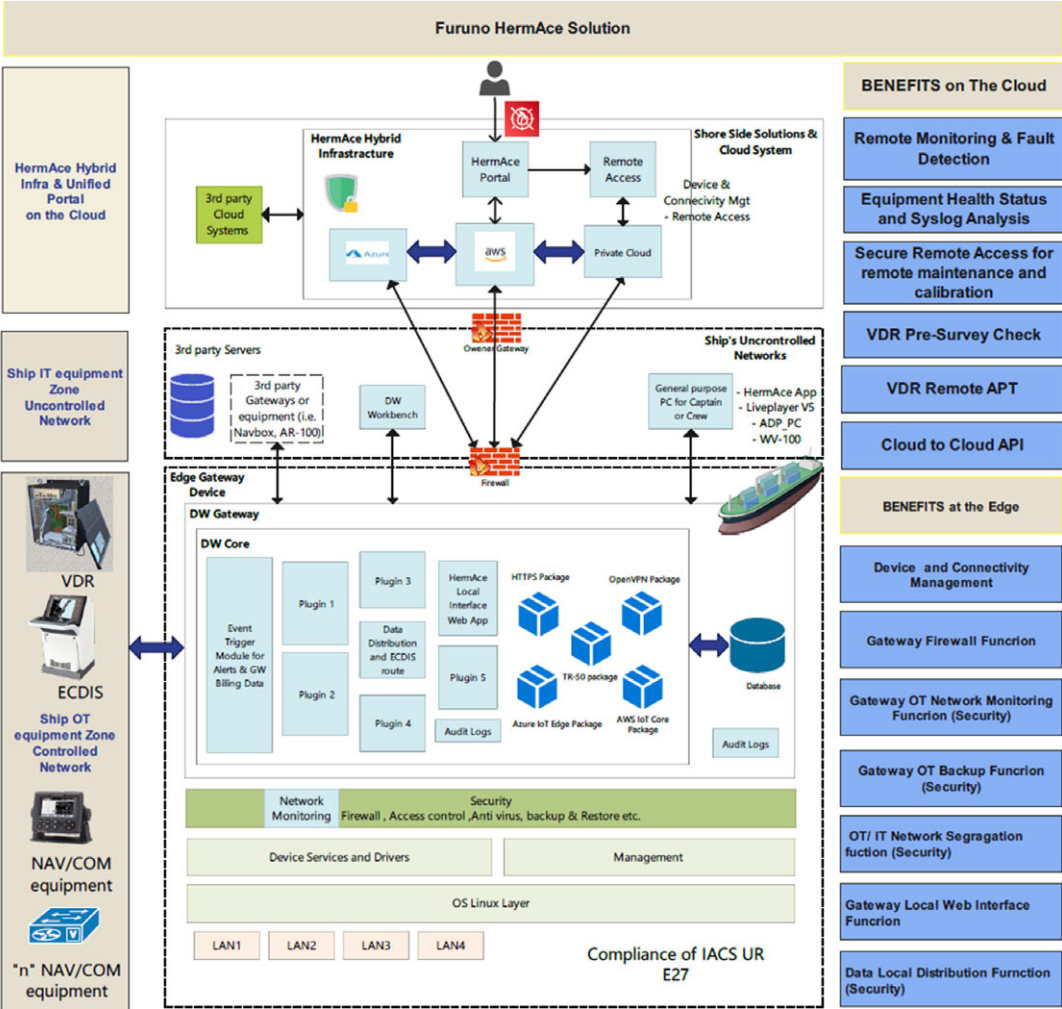 Furuno HermAce Solution
HermAce Hybrid
Infra & Unified
Portal
on the Cloud
HermAce Hybrid
Infrastracture
Shore Side Solutions &
Cloud System
HermAce
Portal
Remote
Access
3rd party
Cloud
Systems
Device &
Connectivity Mgt
- Remote Access
Azure
aws
Private Cloud
Ship IT equipment
Zone
Uncontrolled
Network
Owener Gateway
3rd party Servers
Ship's Uncontrolled
Networks
3rd party
Gateways or
equipment (i.e.
Navbox, AR-100)
DW
Workbench
General purpose
PC for Captain
or Crew
- HermAce App
- Liveplayer V5
- ADP_PC
- WV-100
Firewall
VDR
ECDIS
Ship OT
equipment Zone
Controlled
Network
NAV/COM
equipment
V
"n" NAV/COM
equipment
Edge Gateway
Device
DW Gateway
DW Core
Event
Trigger
Module for
Alerts & GW
Billing Data
Plugin 1
Plugin 2
Plugin 3
Data
Distribution
and ECDIS
route
Plugin 4
HermAce
Local
Interface
Web App
Plugin 5
Audit Logs
HTTPS Package
OpenVPN Package
TR-50 package
Azure IoT Edge Package
AWS IoT Core
Package
Database
Audit Logs
Network
Monitoring
Security
Firewall , Access control ,Anti virus, backup & Restore etc.
Device Services and Drivers
Management
OS Linux Layer
LAN1
LAN2
LAN3
LAN4
Compliance of IACS UR
E27
BENEFITS on The Cloud
Remote Monitoring & Fault
Detection
Equipment Health Status
and Syslog Analysis
Secure Remote Access for
remote maintenance and
calibration
VDR Pre-Survey Check
VDR Remote APT
Cloud to Cloud API
BENEFITS at the Edge
Device and Connectivity
Management
Gateway Firewall Funcrion
Gateway OT Network Monitoring
Funcrion (Security)
Gateway OT Backup Funcrion
(Security)
OT/ IT Network Segragation
fuction (Security)
Gateway Local Web Interface
Funcrion
Data Local Distribution Furnction
(Security)